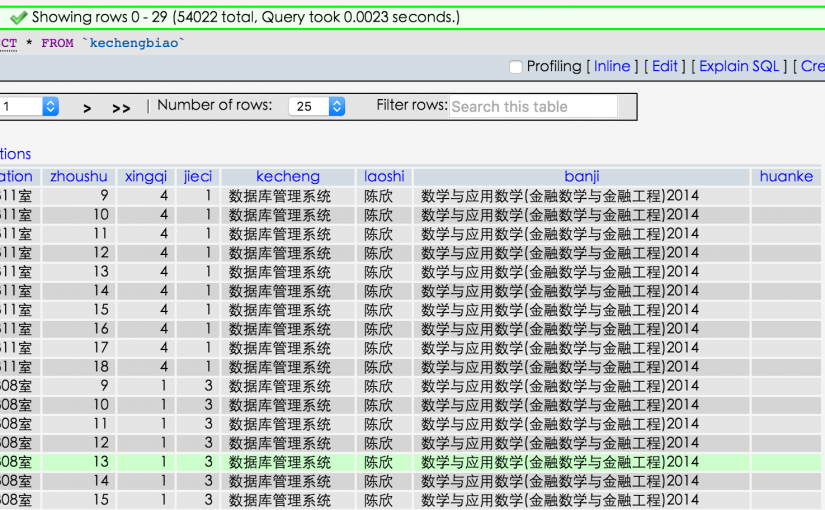 Showing rows 0 - 29 (54022 total, Query took 0.0023 seconds.)
CT * FROM `kechengbiao`
Profiling [ Inline ] [ Edit ] [ Explain SQL ] [ Cre
1 > >> | Number of rows: 25 Filter rows: Search this table
tions
ation zhoushu xingqi jieci kecheng laoshi banji huanke
11室 9 4 1 数据库管理系统 陈欣 数学与应用数学(金融数学与金融工程)2014
11室 10 4 1 数据库管理系统 陈欣 数学与应用数学(金融数学与金融工程)2014
11室 11 4 1 数据库管理系统 陈欣 数学与应用数学(金融数学与金融工程)2014
11室 12 4 1 数据库管理系统 陈欣 数学与应用数学(金融数学与金融工程)2014
11室 13 4 1 数据库管理系统 陈欣 数学与应用数学(金融数学与金融工程)2014
11室 14 4 1 数据库管理系统 陈欣 数学与应用数学(金融数学与金融工程)2014
11室 15 4 1 数据库管理系统 陈欣 数学与应用数学(金融数学与金融工程)2014
11室 16 4 1 数据库管理系统 陈欣 数学与应用数学(金融数学与金融工程)2014
11室 17 4 1 数据库管理系统 陈欣 数学与应用数学(金融数学与金融工程)2014
11室 18 4 1 数据库管理系统 陈欣 数学与应用数学(金融数学与金融工程)2014
08室 9 1 3 数据库管理系统 陈欣 数学与应用数学(金融数学与金融工程)2014
08室 10 1 3 数据库管理系统 陈欣 数学与应用数学(金融数学与金融工程)2014
08室 11 1 3 数据库管理系统 陈欣 数学与应用数学(金融数学与金融工程)2014
08室 12 1 3 数据库管理系统 陈欣 数学与应用数学(金融数学与金融工程)2014
08室 13 1 3 数据库管理系统 陈欣 数学与应用数学(金融数学与金融工程)2014
08室 14 1 3 数据库管理系统 陈欣 数学与应用数学(金融数学与金融工程)2014
08室 15 1 3 数据库管理系统 陈欣 数学与应用数学(金融数学与金融工程)2014